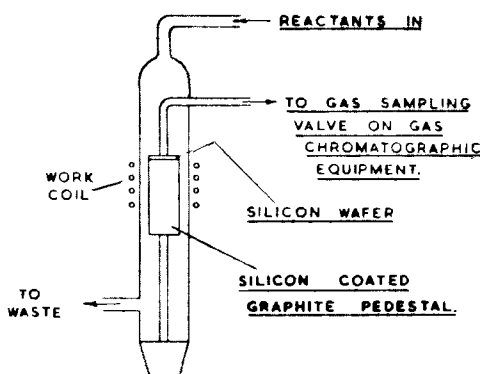 REACTANTS IN
TO GAS SAMPLING
VALVE ON GAS
CHROMATOGRAPHIC
EQUIPMENT.
WORK
COIL
SILICON WAFER
SILICON COATED
GRAPHITE PEDESTAL.
TO
WASTE